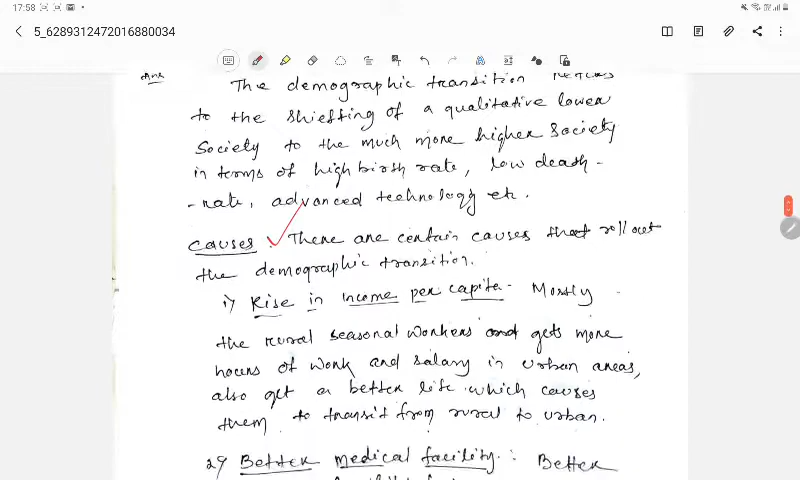 17:58
5_6289312472016880034
Ans
The demographic transition
to the shiefting of a qualitative lower
Society to the much more higher society
in terms of high birth rate, low death-
-rate, advanced technology etc.
Causes :- There are certain causes that roll out
the demographic transition.
1) Rise in Income per capita - Mostly
the rural seasonal workers and gets more
hours of work and salary in urban areas,
also get a better life which causes
them to transit from rural to urban.
2) Better medical facility : Better